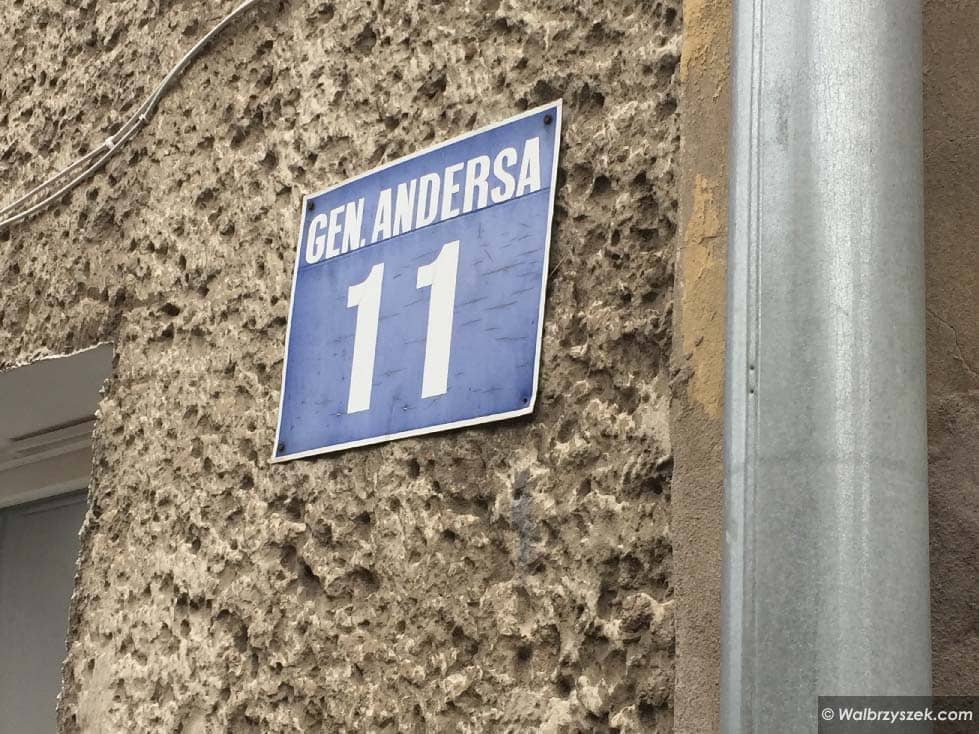 GEN. ANDERSA
11
© Walbrzyszek.com